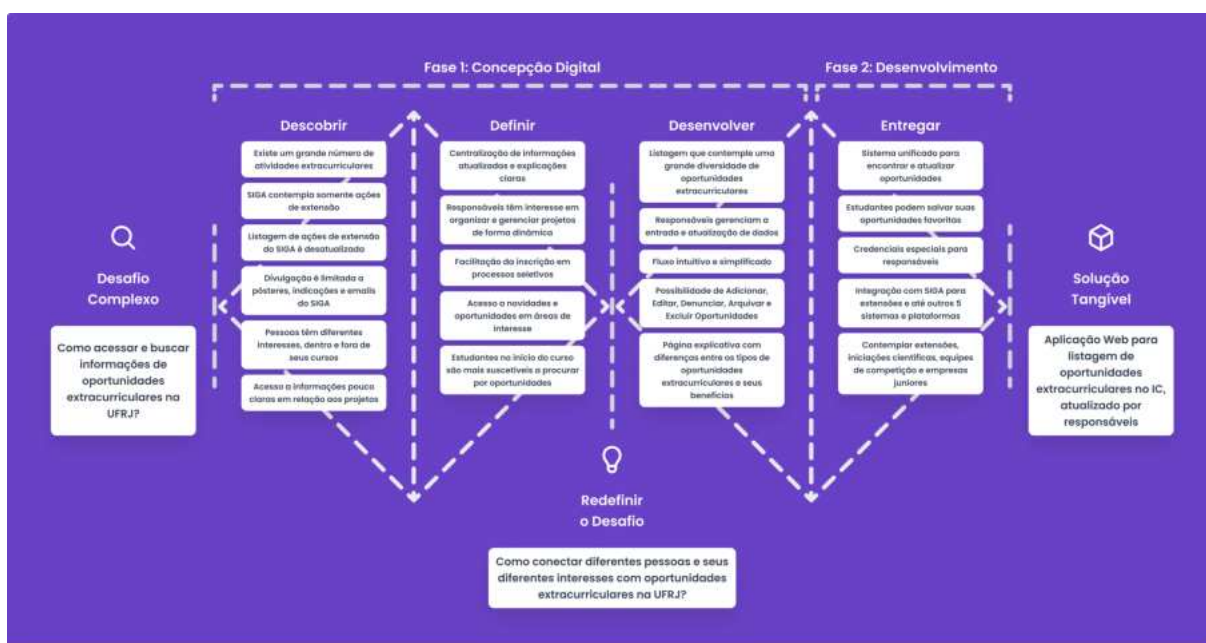 Fase 1: Concepção Digital
Fase 2: Desenvolvimento
Desafio
Complexo
Como acessar e buscar
informações de
oportunidades
extracurriculares na
UFRJ?
Descobrir
Existe um grande número de
atividades extracurriculares
SIGA contempla somente ações
de extensão
Listagem de ações de extensão
do SIGA é desatualizada
Divulgação é limitada a
pôsteres, indicações e emails
do SIGA
Pessoas têm diferentes
interesses, dentro e fora de
seus cursos
Acesso a informações pouco
claras em relação aos projetos
Definir
Centralização de informações
atualizadas e explicações
claras
Responsáveis têm interesse em
organizar e gerenciar projetos
de forma dinâmica
Facilitação da inscrição em
processos seletivos
Acesso a novidades e
oportunidades em áreas de
interesse
Estudantes no início do curso
são mais suscetíveis a procurar
por oportunidades
Redefinir
o Desafio
Como conectar diferentes pessoas e seus
diferentes interesses com oportunidades
extracurriculares na UFRJ?
Desenvolver
Listagem que contemple uma
grande diversidade de
oportunidades
extracurriculares
Responsáveis gerenciam a
entrada e atualização de dados
Fluxo intuitivo e simplificado
Possibilidade de Adicionar,
Editar, Denunciar, Arquivar e
Excluir Oportunidades
Página explicativa com
diferenças entre os tipos de
oportunidades
extracurriculares e seus
benefícios
Entregar
Sistema unificado para
encontrar e atualizar
oportunidades
Estudantes podem salvar suas
oportunidades favoritas
Credenciais especiais para
responsáveis
Integração com SIGA para
extensões e até outros 5
sistemas e plataformas
Contemplar extensões,
iniciações científicas, equipes
de competição e empresas
juniores
Solução
Tangível
Aplicação Web para
listagem de
oportunidades
extracurriculares no IC,
atualizado por
responsáveis